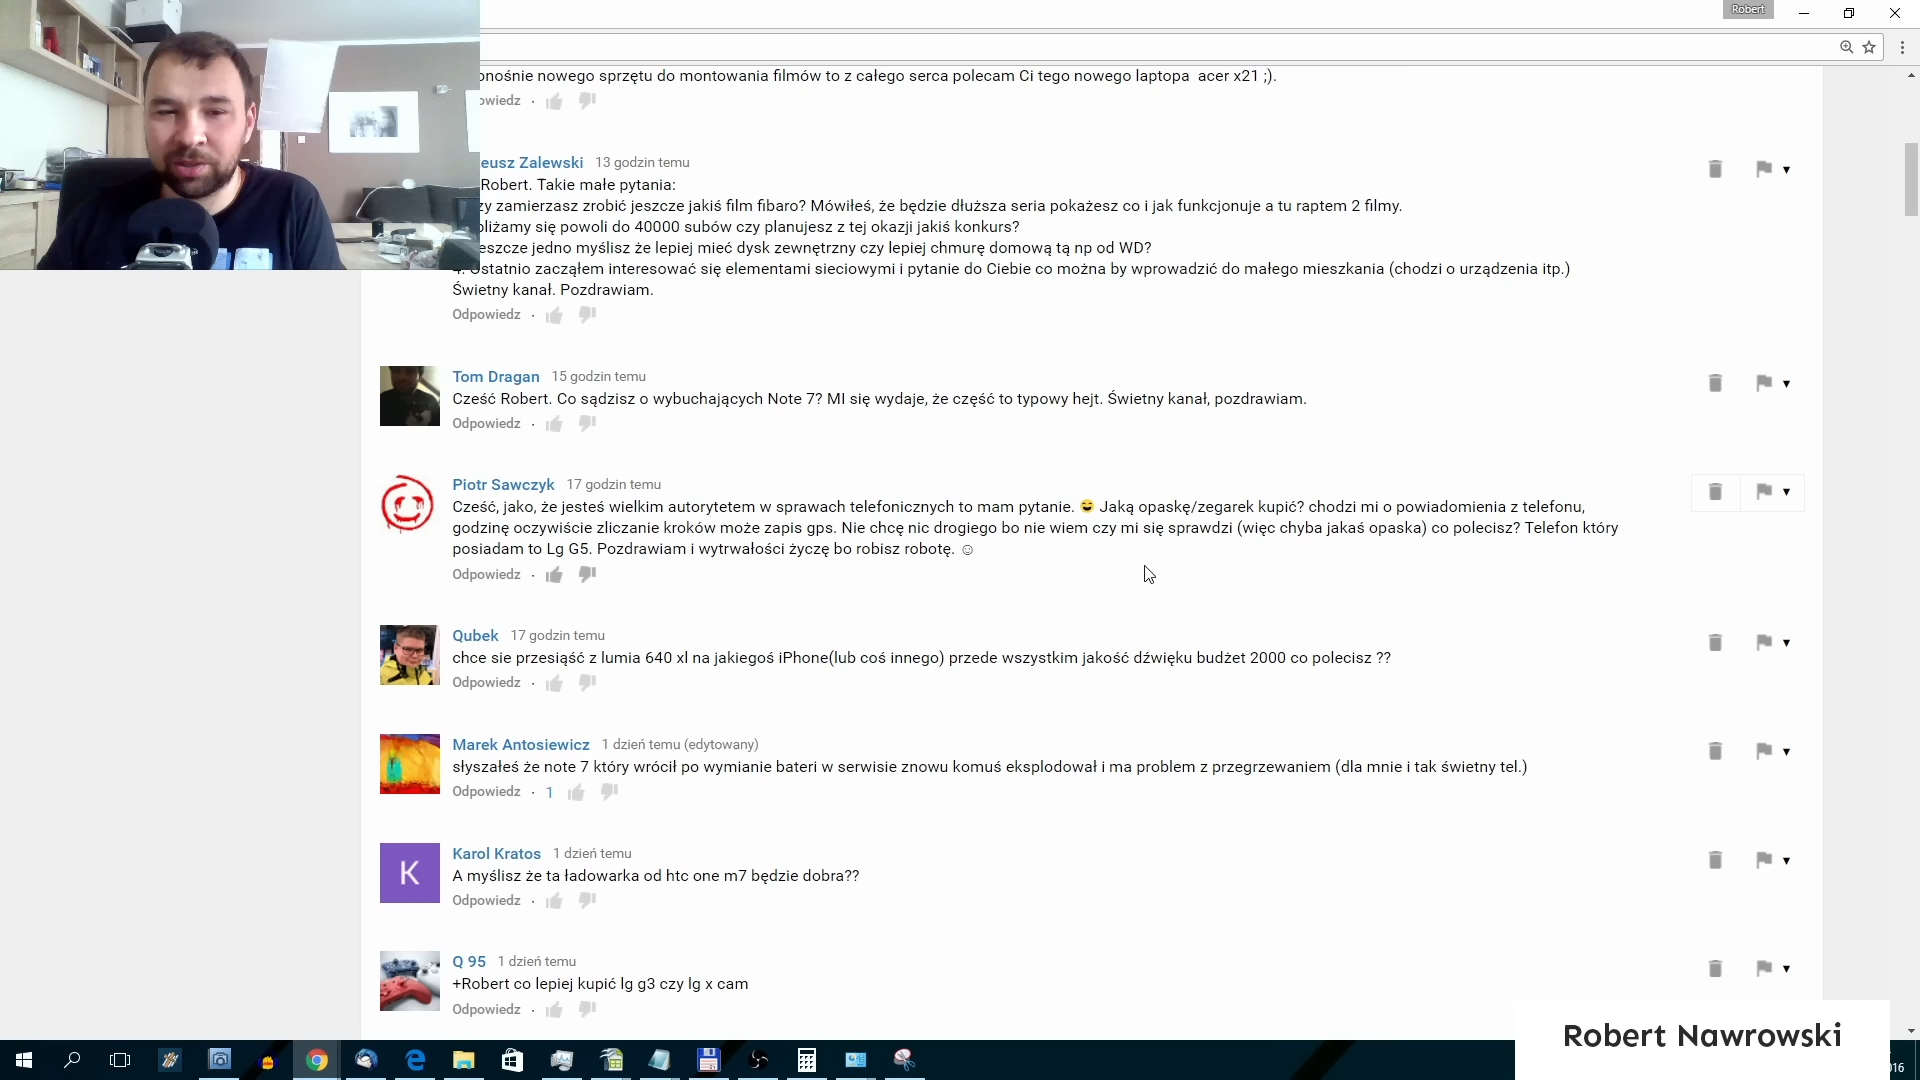 Robert
onośnie nowego sprzętu do montowania filmów to z całego serca polecam Ci tego nowego laptopa acer x21 ;).
owiedz ·
eusz Zalewski 13 godzin temu
Robert. Takie małe pytania:
zy zamierzasz zrobić jeszcze jakiś film fibaro? Mówiłeś, że będzie dłuższa seria pokażesz co i jak funkcjonuje a tu raptem 2 filmy.
bliżamy się powoli do 40000 subów czy planujesz z tej okazji jakiś konkurs?
eszcze jedno myślisz że lepiej mieć dysk zewnętrzny czy lepiej chmurę domową tą np od WD?
4. Ostatnio zacząłem interesować się elementami sieciowymi i pytanie do Ciebie co można by wprowadzić do małego mieszkania (chodzi o urządzenia itp.)
Świetny kanał. Pozdrawiam.
Odpowiedz ·
Tom Dragan 15 godzin temu
Cześć Robert. Co sądzisz o wybuchających Note 7? MI się wydaje, że część to typowy hejt. Świetny kanał, pozdrawiam.
Odpowiedz ·
Piotr Sawczyk 17 godzin temu
Cześć, jako, że jesteś wielkim autorytetem w sprawach telefonicznych to mam pytanie. 😄 Jaką opaskę/zegarek kupić? chodzi mi o powiadomienia z telefonu,
godzinę oczywiście zliczanie kroków może zapis gps. Nie chcę nic drogiego bo nie wiem czy mi się sprawdzi (więc chyba jakaś opaska) co polecisz? Telefon który
posiadam to Lg G5. Pozdrawiam i wytrwałości życzę bo robisz robotę. ☺
Odpowiedz ·
Qubek 17 godzin temu
chce sie przesiąść z lumia 640 xl na jakiegoś iPhone(lub coś innego) przede wszystkim jakość dźwięku budżet 2000 co polecisz ??
Odpowiedz ·
Marek Antosiewicz 1 dzień temu (edytowany)
słyszałeś że note 7 który wrócił po wymianie bateri w serwisie znowu komuś eksplodował i ma problem z przegrzewaniem (dla mnie i tak świetny tel.)
Odpowiedz · 1
Karol Kratos 1 dzień temu
K
A myślisz że ta ładowarka od htc one m7 będzie dobra??
Odpowiedz ·
Q 95 1 dzień temu
+Robert co lepiej kupić lg g3 czy lg x cam
Odpowiedz ·
Robert Nawrowski
016